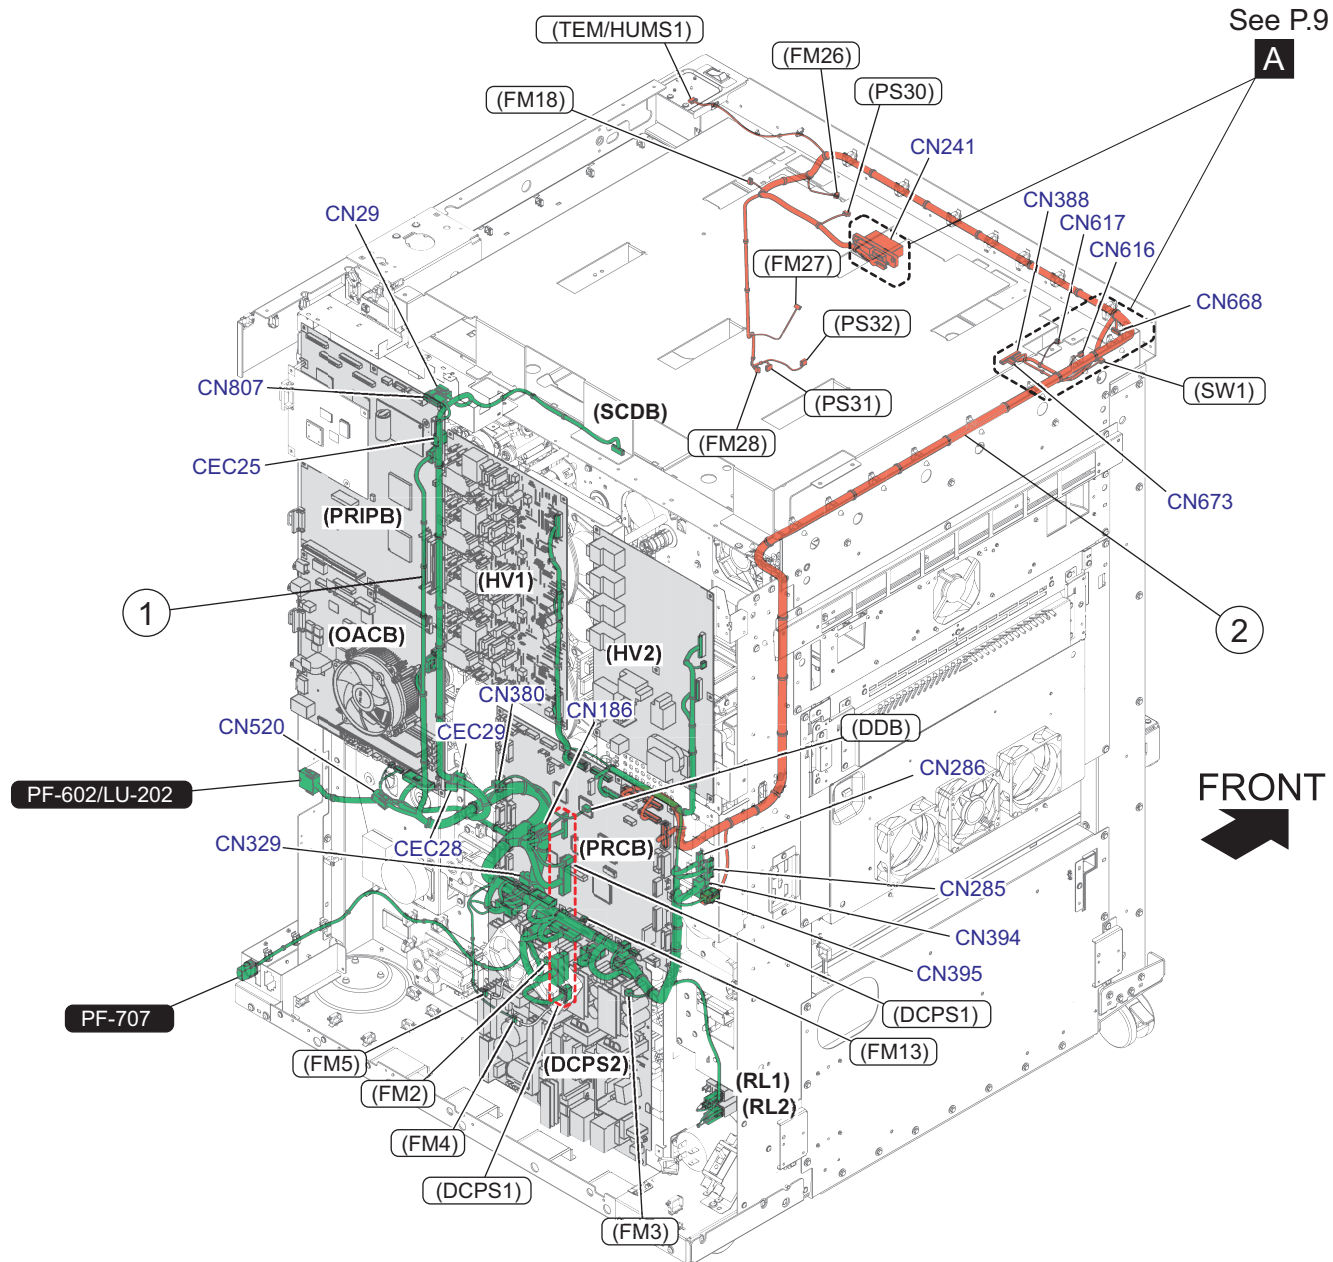 See P.9
A
(TEM/HUMS1)
(FM26)
(FM18)
(PS30)
CN241
CN388
CN617
CN616
CN29
(FM27)
CN668
(PS32)
CN807
(SW1)
(SCDB)
(PS31)
(FM28)
CEC25
CN673
(PRIPB)
(HV1)
1
2
(OACB)
(HV2)
CN380
CN186
CN520
CEC29
(DDB)
CN286
PF-602/LU-202
FRONT
CN329
CEC28
(PRCB)
CN285
CN394
CN395
PF-707
(DCPS1)
(FM13)
(FM5)
(DCPS2)
(FM2)
(RL1)
(RL2)
(FM4)
(DCPS1)
(FM3)